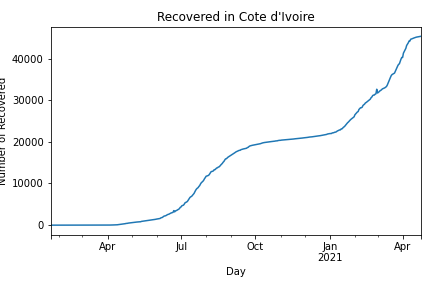 Recovered in Cote d'Ivoire
Number of Recovered
40000
30000
20000
10000
0
Apr
Jul
Oct
Jan
2021
Apr
Day